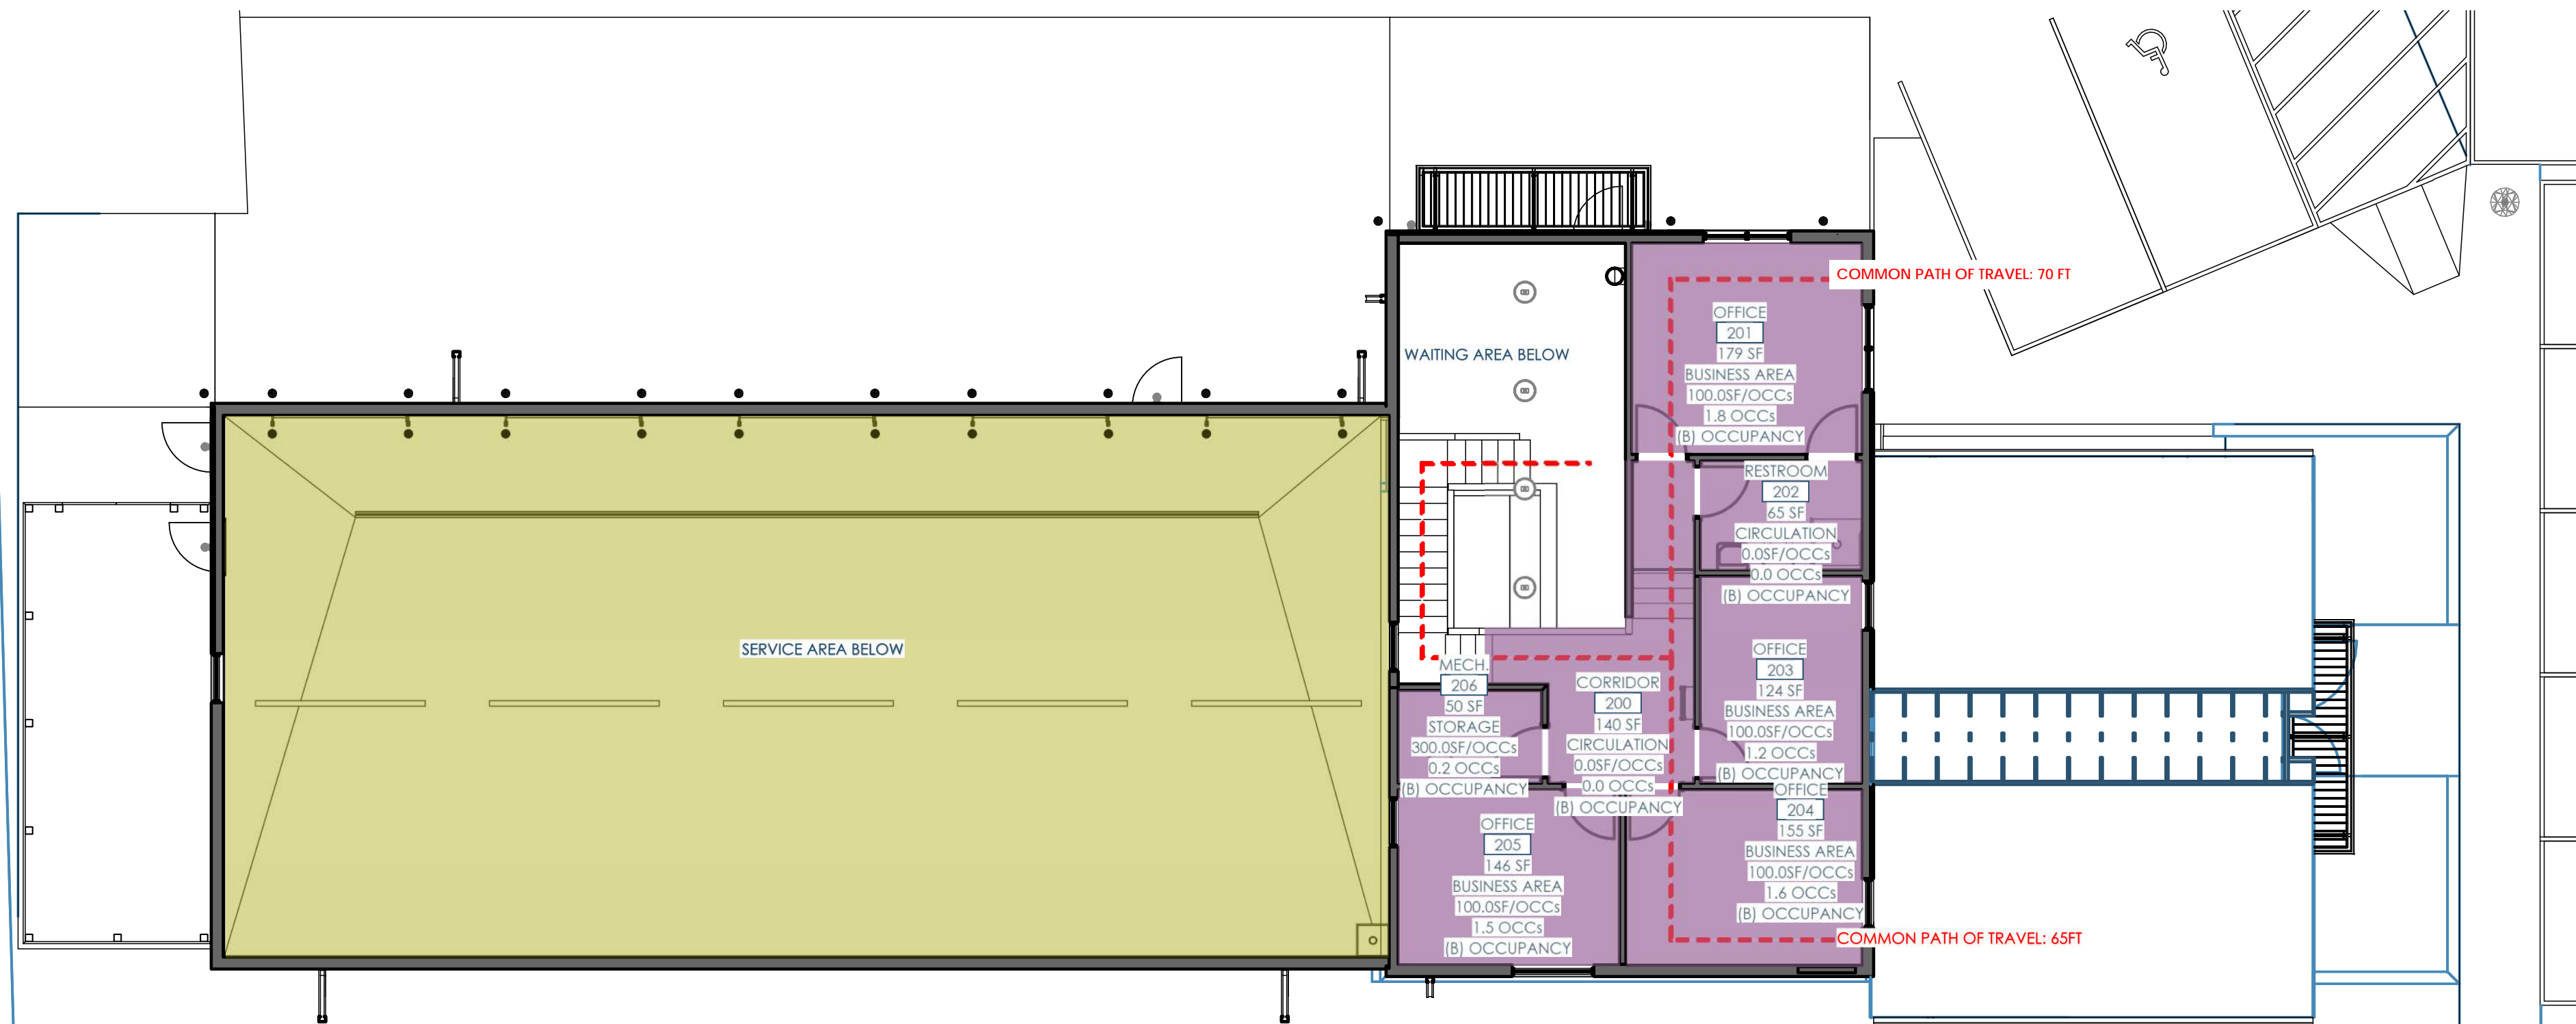 COMMON PATH OF TRAVEL: 70 FT
OFFICE
201
179 SF
BUSINESS AREA
100.0SF/OCCs
1.8 OCCs
(B) OCCUPANCY
WAITING AREA BELOW
RESTROOM
202
65 SF
CIRCULATION
0.0SF/OCCs
0.0 OCCs
(B) OCCUPANCY
SERVICE AREA BELOW
OFFICE
203
124 SF
BUSINESS AREA
100.0SF/OCCs
1.2 OCCs
(B) OCCUPANCY
MECH.
206
50 SF
STORAGE
300.0SF/OCCs
0.2 OCCs
(B) OCCUPANCY
CORRIDOR
200
140 SF
CIRCULATION
0.0SF/OCCs
0.0 OCCs
(B) OCCUPANCY
OFFICE
204
155 SF
BUSINESS AREA
100.0SF/OCCs
1.6 OCCs
(B) OCCUPANCY
OFFICE
205
146 SF
BUSINESS AREA
100.0SF/OCCs
1.5 OCCs
(B) OCCUPANCY
COMMON PATH OF TRAVEL: 65FT